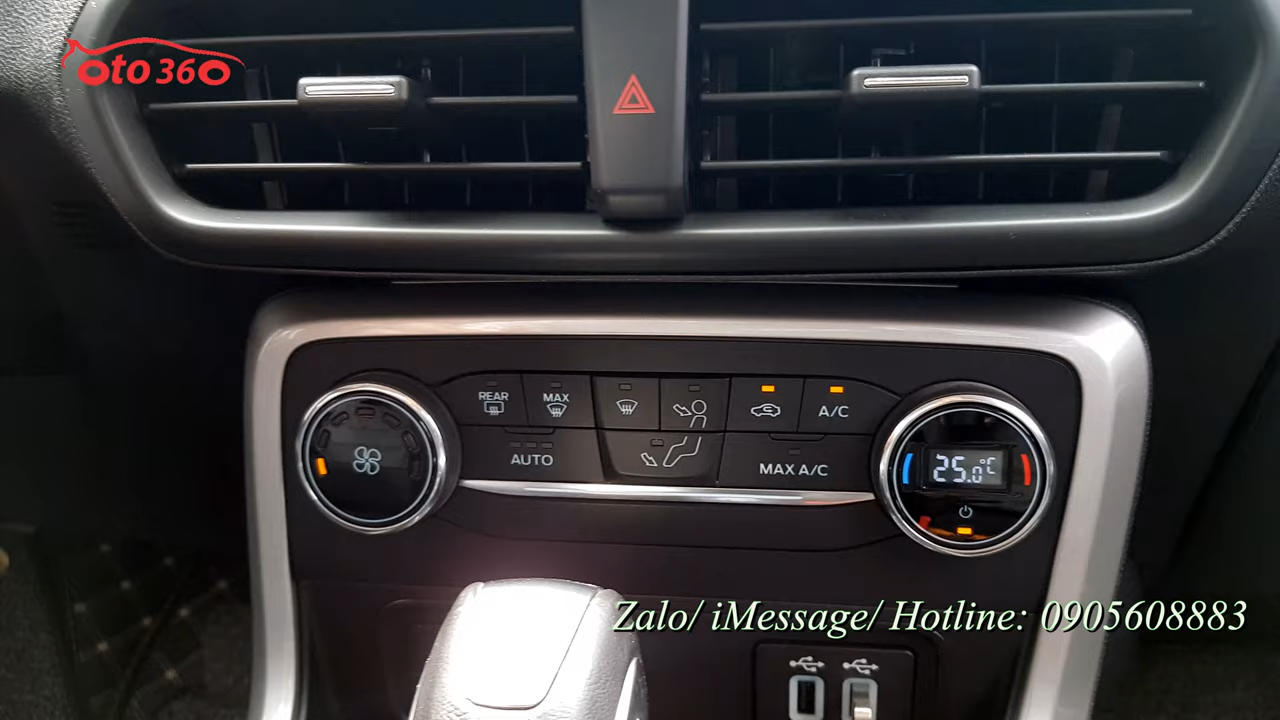 oto360
REAR
MAX
A/C
AUTO
MAX A/C
25.0°C
Zalo/ iMessage/ Hotline: 0905608883